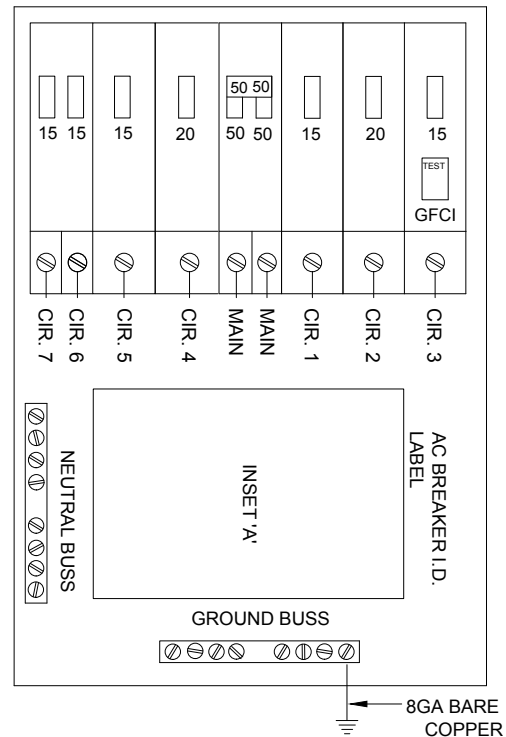 50 50
15 15 15 20 50 50 15 20 15
TEST
GFCI
CIR. 7
CIR. 6
CIR. 5
CIR. 4
MAIN
MAIN
CIR. 1
CIR. 2
CIR. 3
NEUTRAL BUSS
INSET 'A'
AC BREAKER I.D.
LABEL
GROUND BUSS
8GA BARE
COPPER